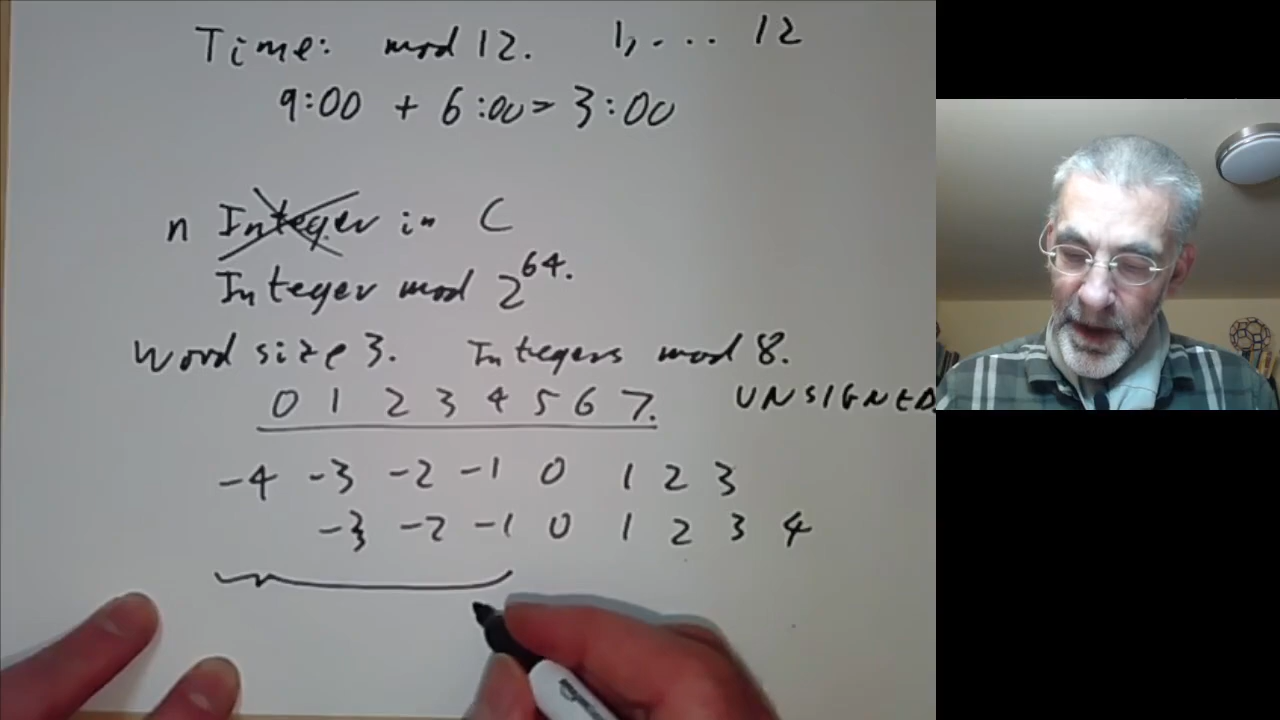 Time: mod 12. 1, ... 12
9:00 + 6:00 = 3:00
n Integer in C
Integer mod 2^64.
Word size 3. Integers mod 8.
0 1 2 3 4 5 6 7. UNSIGNED
-4 -3 -2 -1 0 1 2 3
-3 -2 -1 0 1 2 3 4